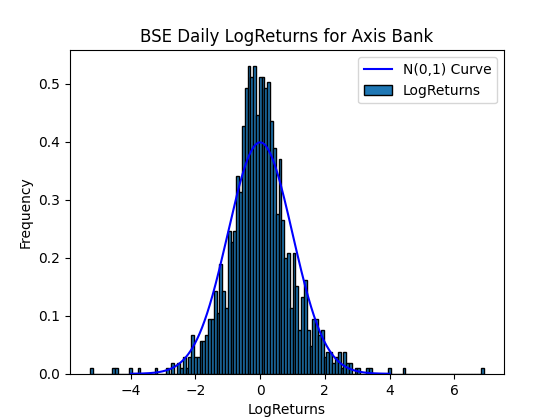 BSE Daily LogReturns for Axis Bank
N(0,1) Curve
LogReturns
Frequency
0.5
0.4
0.3
0.2
0.1
0.0
−4 −2 0 2 4 6
LogReturns